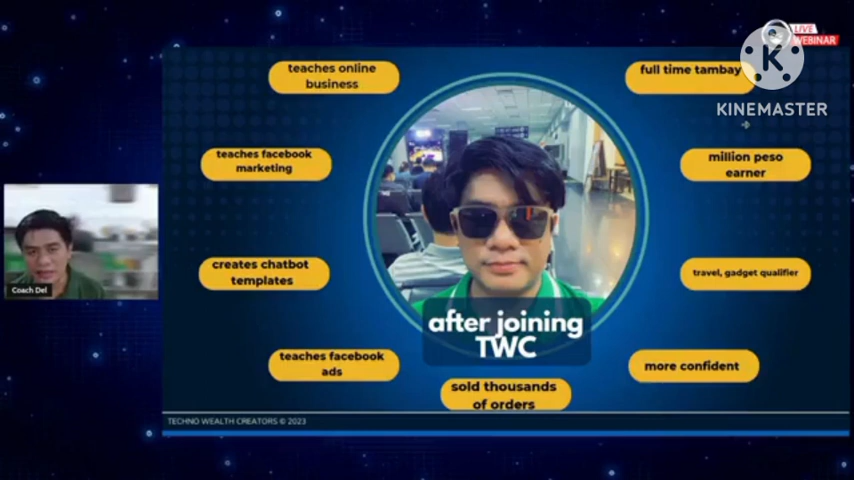 LIVE
WEBINAR
KINEMASTER
teaches online
business
full time tambay
teaches facebook
marketing
million peso
earner
creates chatbot
templates
travel, gadget qualifier
Coach Del
after joining
TWC
teaches facebook
ads
more confident
sold thousands
of orders
TECHNO WEALTH CREATORS © 2023